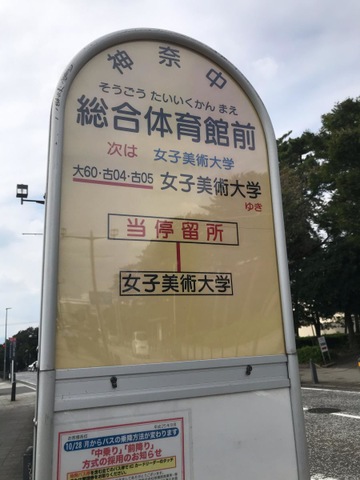 神奈中
そうごう たいいくかん まえ
総合体育館前
次は 女子美術大学
大60・古04・古05 女子美術大学
ゆき
当停留所
女子美術大学
10/28 月からバスの乗降方法が変わります
「中乗り」「前降り」
方式の採用のお知らせ